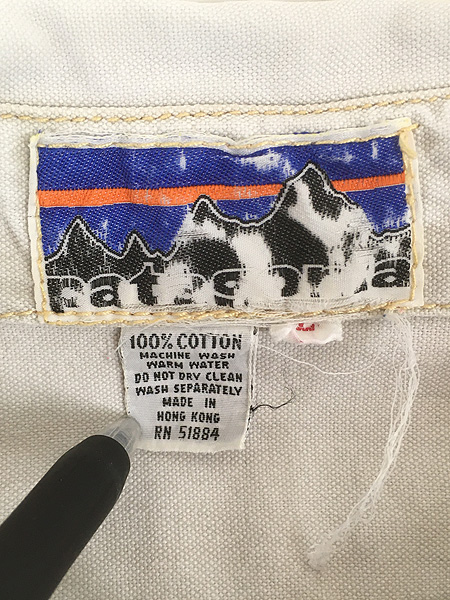 patagonia
100% COTTON
MACHINE WASH
WARM WATER
DO NOT DRY CLEAN
WASH SEPARATELY
MADE IN
HONG KONG
RN 51884